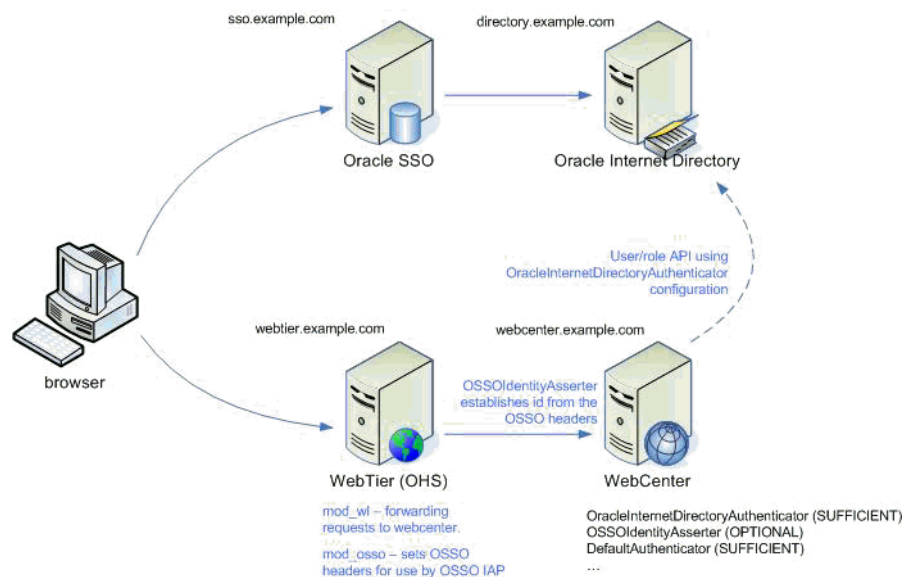 sso.example.com
directory.example.com
Oracle SSO
Oracle Internet Directory
User/role API using
OracleInternetDirectoryAuthenticator
configuration
webtier.example.com
webcenter.example.com
browser
OSSOIdentityAsserter
establishes id from the
OSSO headers
WebTier (OHS)
WebCenter
mod_wl – forwarding
requests to webcenter.
mod_osso – sets OSSO
headers for use by OSSO IAP
OracleInternetDirectoryAuthenticator (SUFFICIENT)
OSSOIdentityAsserter (OPTIONAL)
DefaultAuthenticator (SUFFICIENT)
…